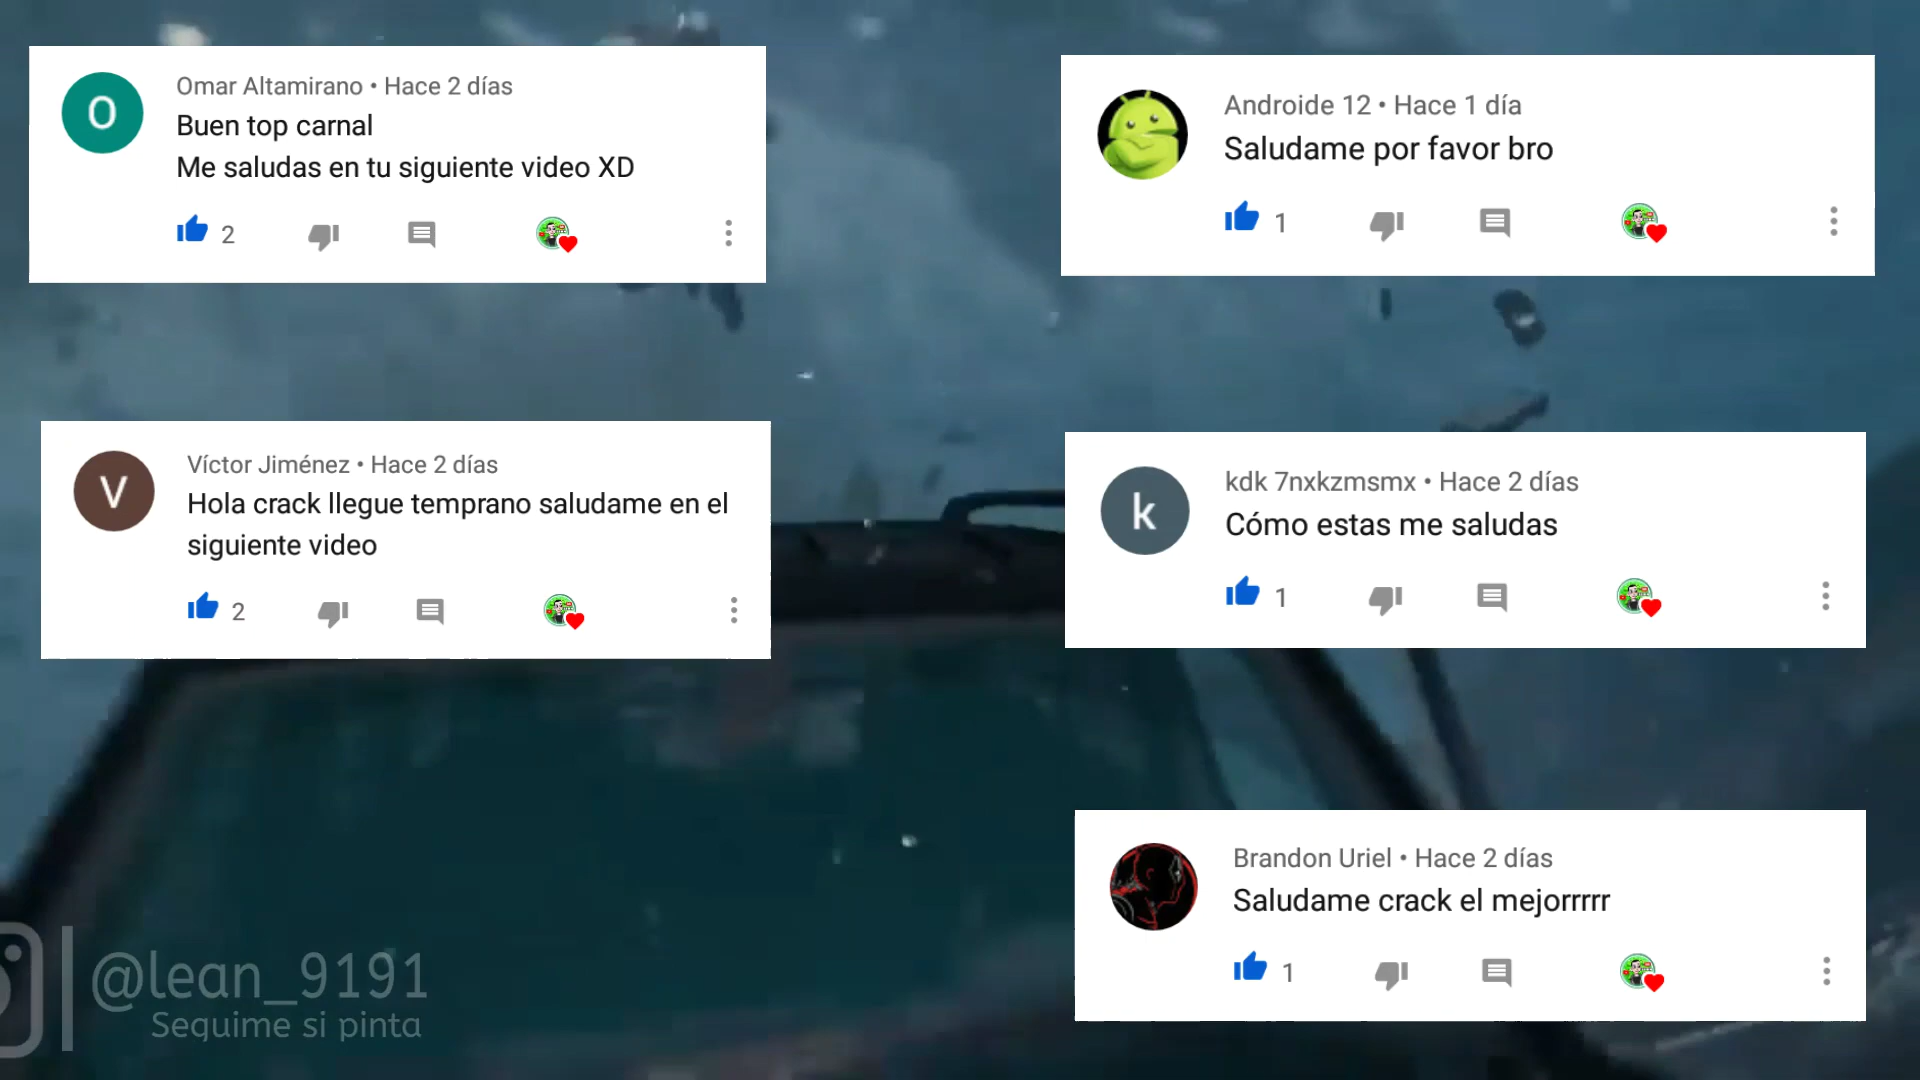 O
Omar Altamirano • Hace 2 días
Buen top carnal
Me saludas en tu siguiente video XD
2
Androide 12 • Hace 1 día
Saludame por favor bro
1
V
Víctor Jiménez • Hace 2 días
Hola crack llegue temprano saludame en el
siguiente video
2
k
kdk 7nxkzmsmx • Hace 2 días
Cómo estas me saludas
1
Brandon Uriel • Hace 2 días
Saludame crack el mejorrrrr
1
@lean_9191
Seguime si pinta